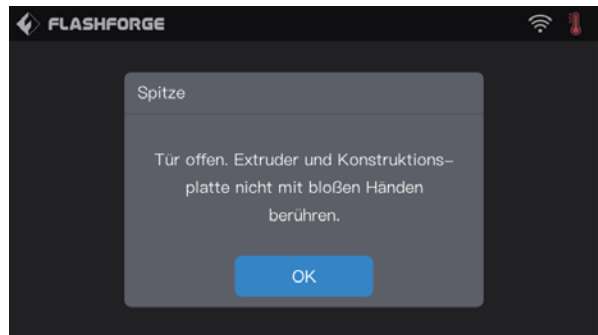 FLASHFORGE
Spitze
Tür offen. Extruder und Konstruktions-
platte nicht mit bloßen Händen
berühren.
OK